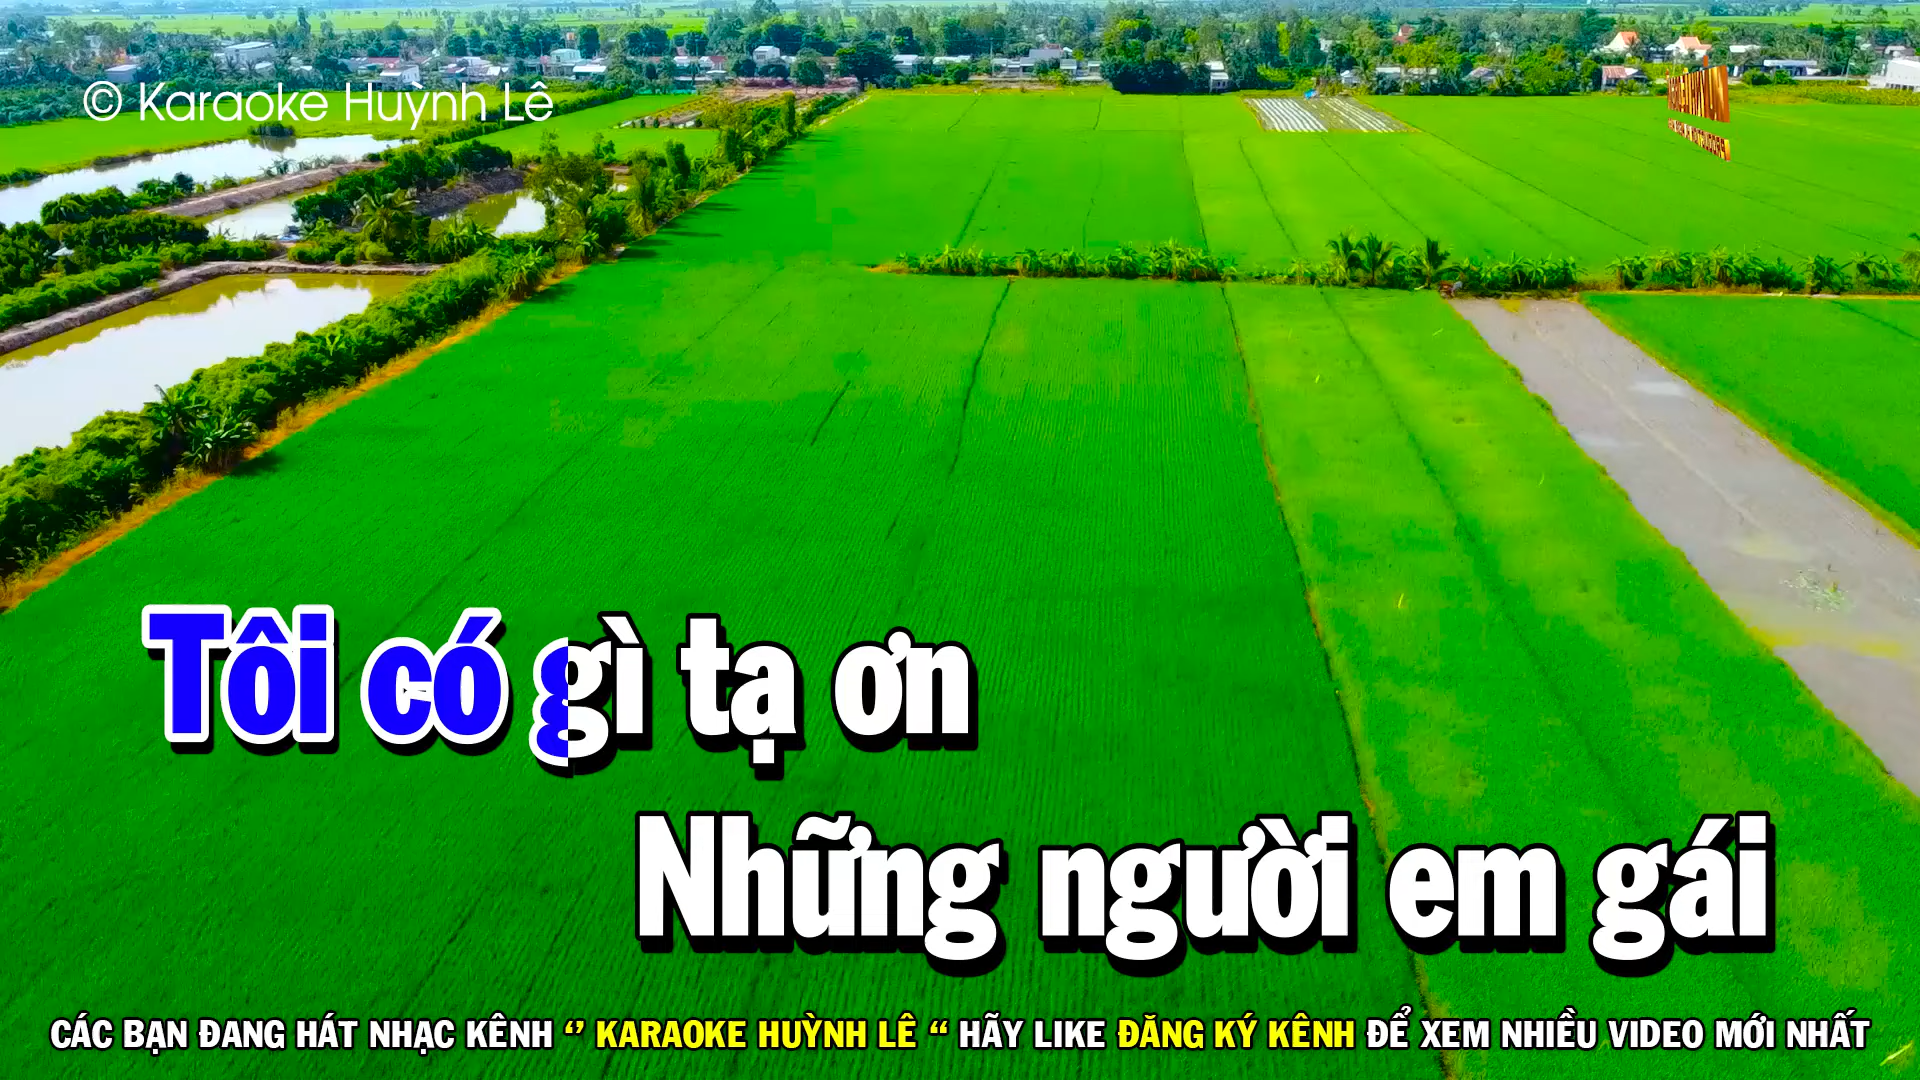 © Karaoke Huỳnh Lê
Tôi có gì tạ ơn
Những người em gái
CÁC BẠN ĐANG HÁT NHẠC KÊNH ‘’ KARAOKE HUỲNH LÊ “ HÃY LIKE ĐĂNG KÝ KÊNH ĐỂ XEM NHIỀU VIDEO MỚI NHẤT